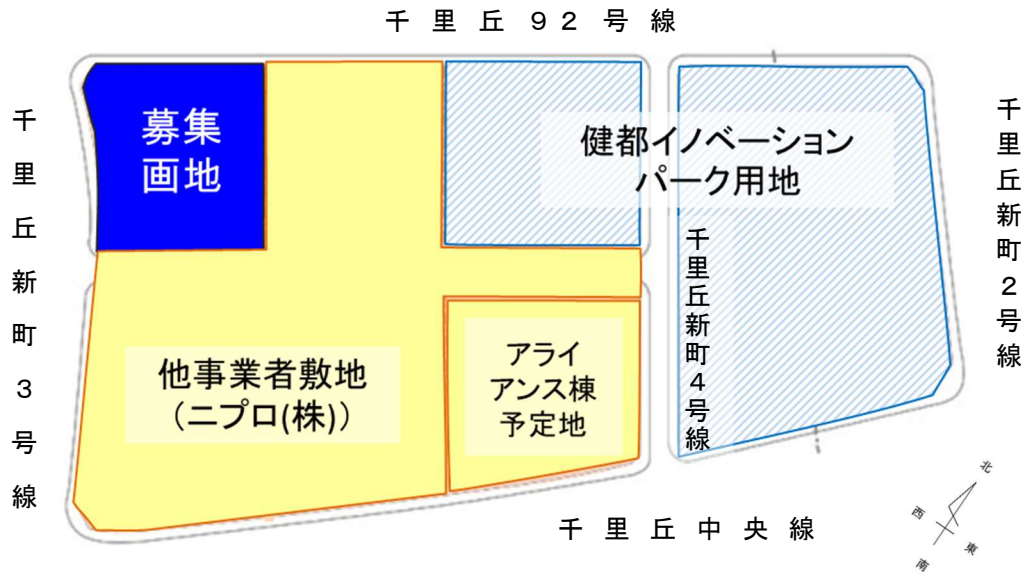 千里丘９２号線
募集
画地
健都イノベーション
パーク用地
千里丘新町３号線
千里丘新町４号線
千里丘新町２号線
他事業者敷地
（ニプロ(株)）
アライ
アンス棟
予定地
千里丘中央線
北
西
東
南